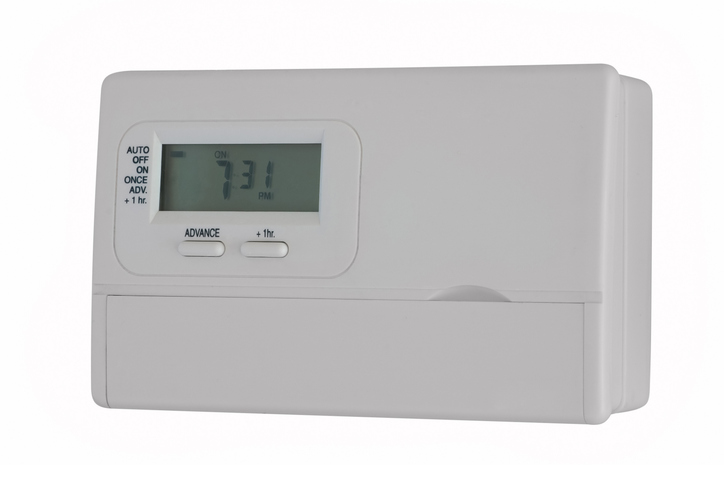 AUTO
OFF
ON
ONCE
ADV.
+ 1 hr.
ON
7:31
PM
ADVANCE
+ 1hr.